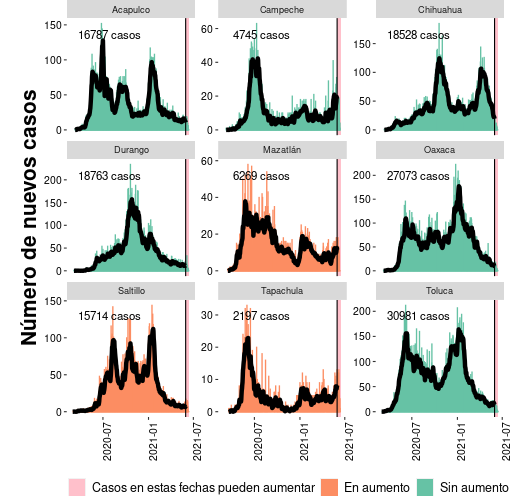 Número de nuevos casos
Acapulco
Campeche
Chihuahua
150
100
50
0
16787 casos
60
40
20
0
4745 casos
150
100
50
0
18528 casos
Durango
Mazatlán
Oaxaca
200
150
100
50
0
18763 casos
60
40
20
0
6269 casos
200
150
100
50
0
27073 casos
Saltillo
Tapachula
Toluca
150
100
50
0
15714 casos
30
20
10
0
2197 casos
200
150
100
50
0
30981 casos
2020-07
2021-01
2021-07
2020-07
2021-01
2021-07
2020-07
2021-01
2021-07
Casos en estas fechas pueden aumentar
En aumento
Sin aumento